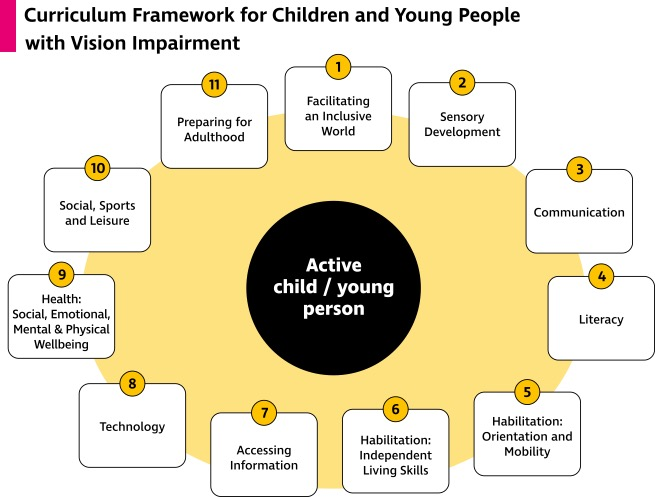 Curriculum Framework for Children and Young People
with Vision Impairment
1
Facilitating
an Inclusive
World
2
Sensory
Development
3
Communication
4
Literacy
5
Habilitation:
Orientation and
Mobility
6
Habilitation:
Independent
Living Skills
7
Accessing
Information
8
Technology
9
Health:
Social, Emotional,
Mental & Physical
Wellbeing
10
Social, Sports
and Leisure
11
Preparing for
Adulthood
Active
child / young
person